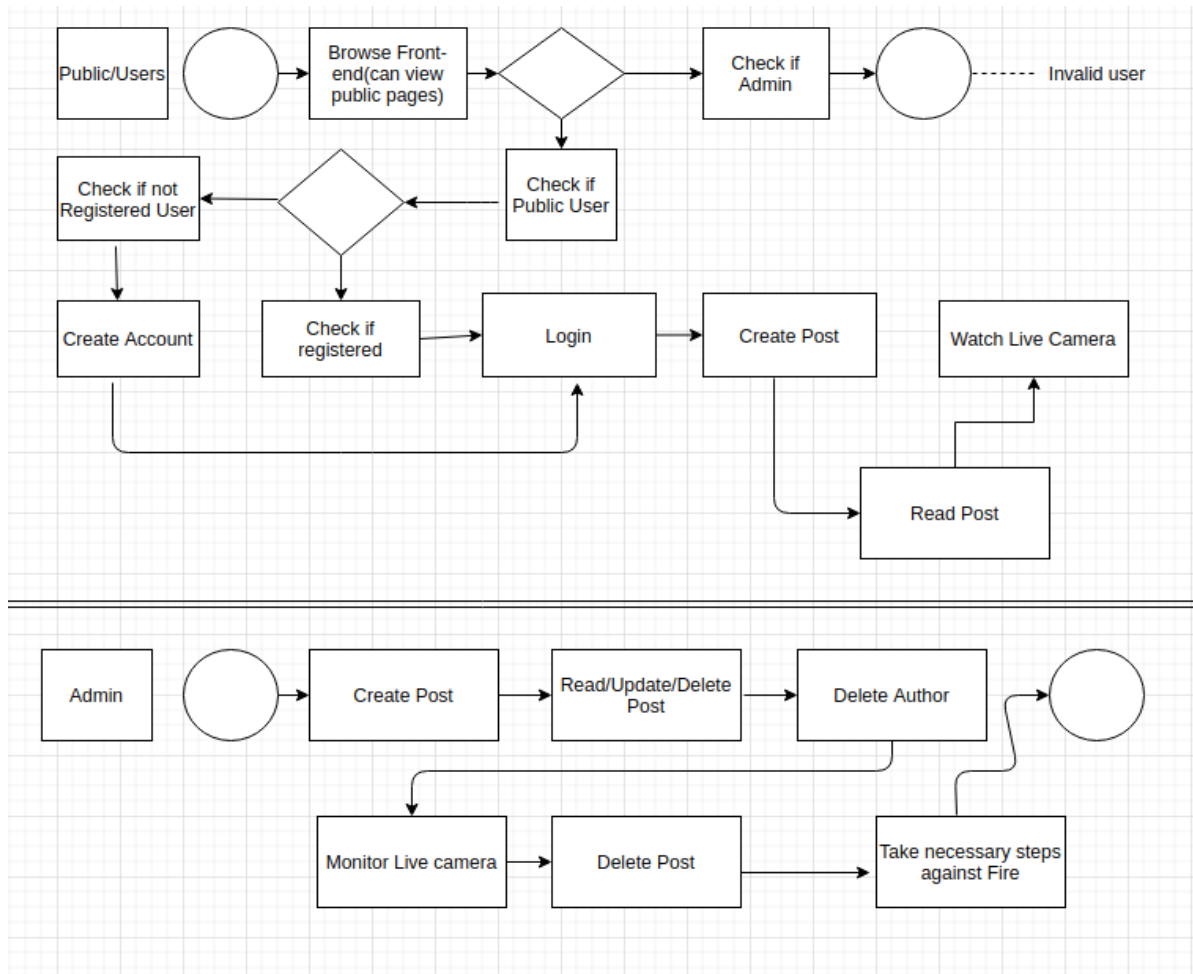 Public/Users
Browse Front-
end(can view
public pages)
Check if
Admin
Invalid user
Check if not
Registered User
Check if
Public User
Create Account
Check if
registered
Login
Create Post
Watch Live Camera
Read Post
Admin
Create Post
Read/Update/Delete
Post
Delete Author
Monitor Live camera
Delete Post
Take necessary steps
against Fire